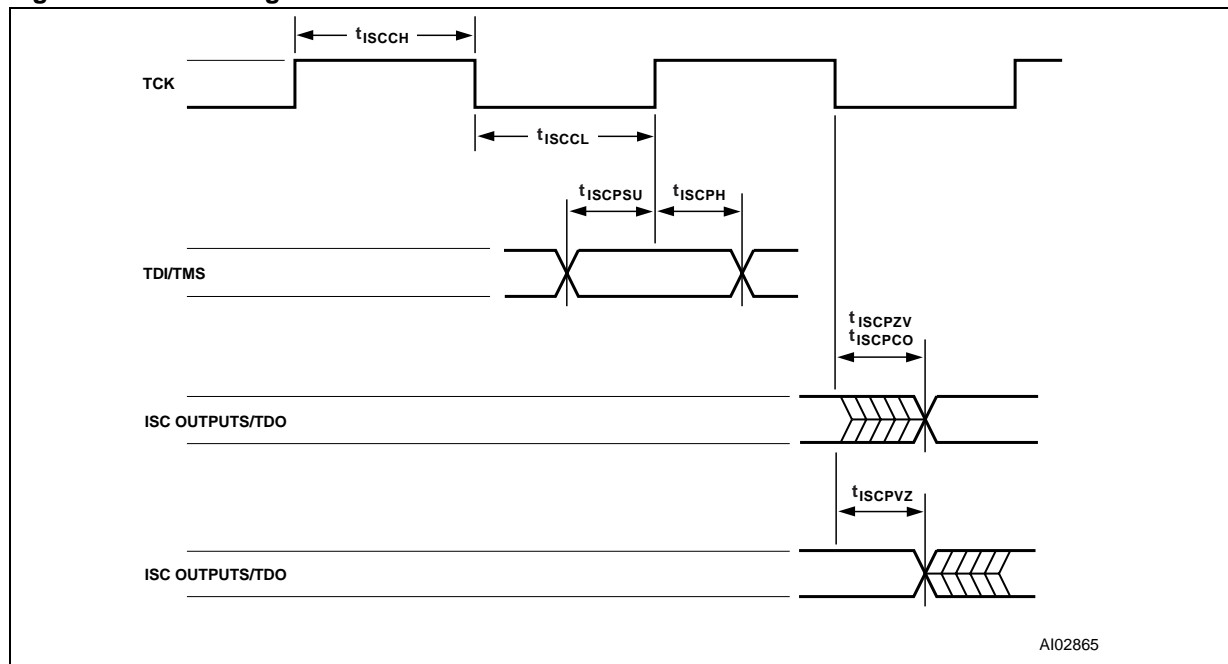 tISCCH
TCK
tISCCL
tISCPSU
tISCPH
TDI/TMS
tISCPZV
tISCPCO
ISC OUTPUTS/TDO
tISCPVZ
ISC OUTPUTS/TDO
AI02865